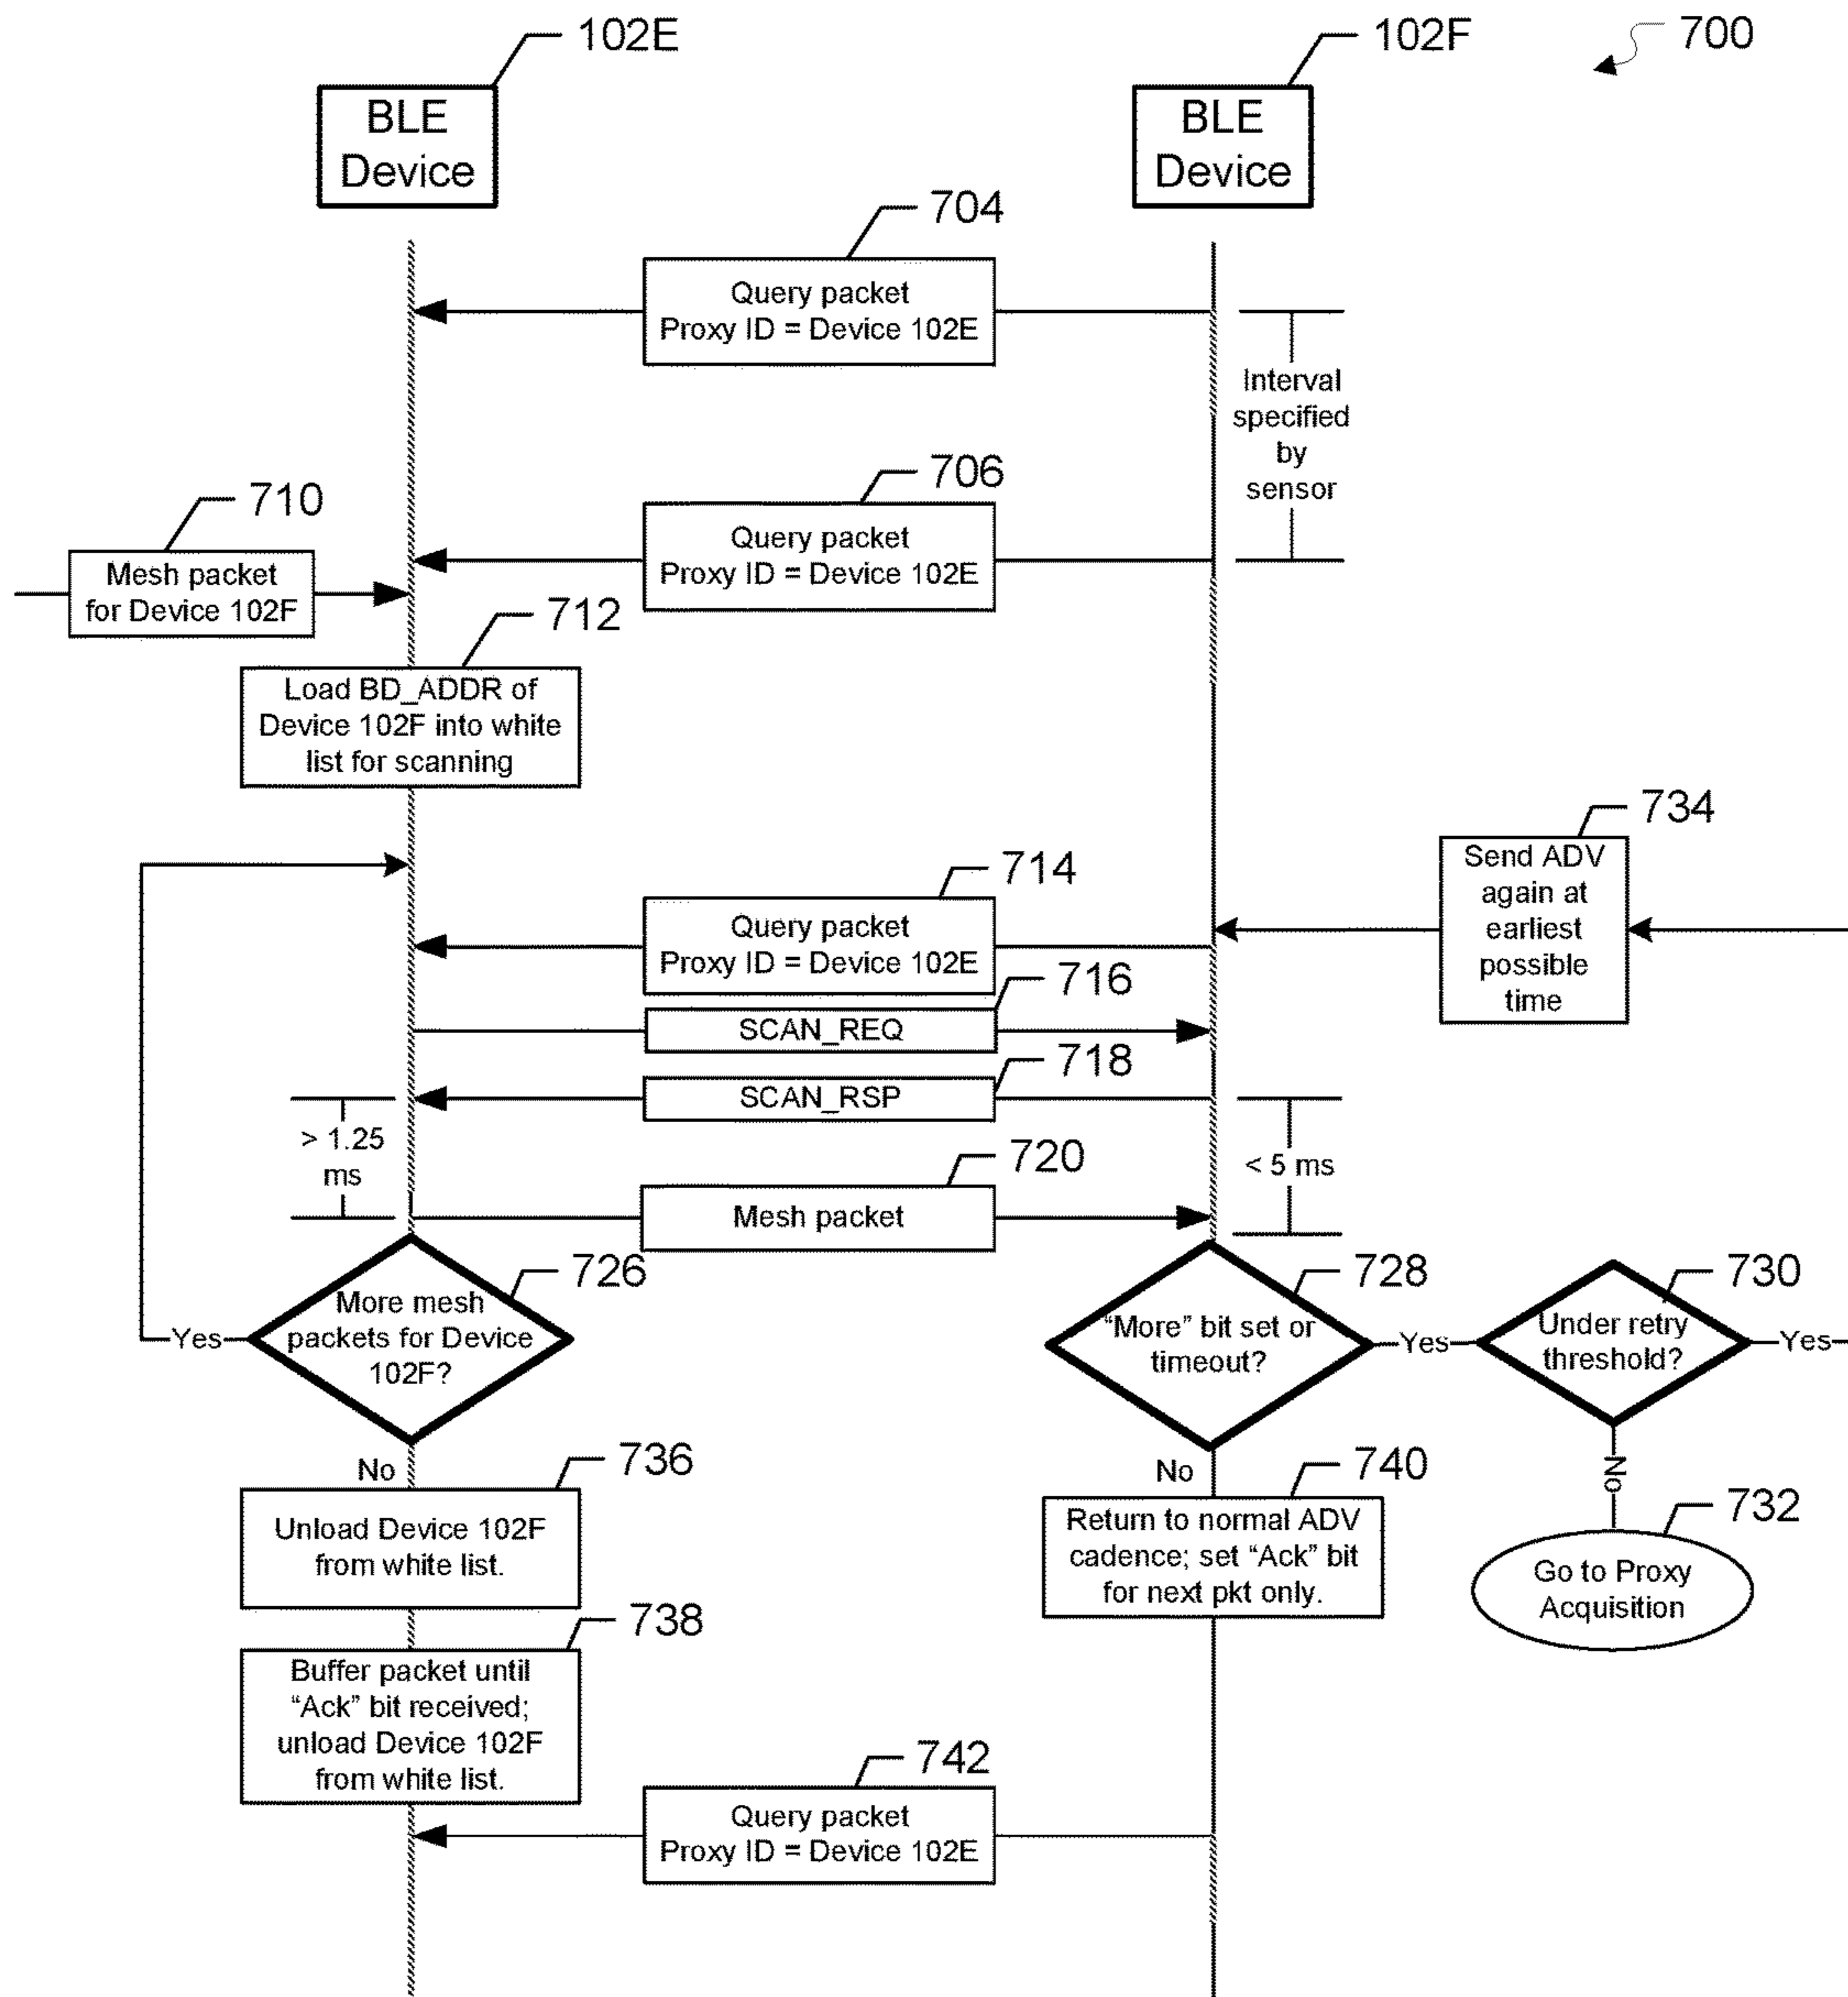 102E
102F
700
BLE
Device
BLE
Device
704
Query packet
Proxy ID = Device 102E
Interval
specified
by
sensor
706
Query packet
Proxy ID = Device 102E
710
Mesh packet
for Device 102F
712
Load BD_ADDR of
Device 102F into white
list for scanning
734
Send ADV
again at
earliest
possible
time
714
Query packet
Proxy ID = Device 102E
716
SCAN_REQ
718
SCAN_RSP
> 1.25
ms
< 5 ms
720
Mesh packet
726
More mesh
packets for Device
102F?
Yes
No
728
“More” bit set or
timeout?
Yes
No
730
Under retry
threshold?
Yes
No
732
Go to Proxy
Acquisition
736
Unload Device 102F
from white list.
740
Return to normal ADV
cadence; set “Ack” bit
for next pkt only.
738
Buffer packet until
“Ack” bit received;
unload Device 102F
from white list.
742
Query packet
Proxy ID = Device 102E